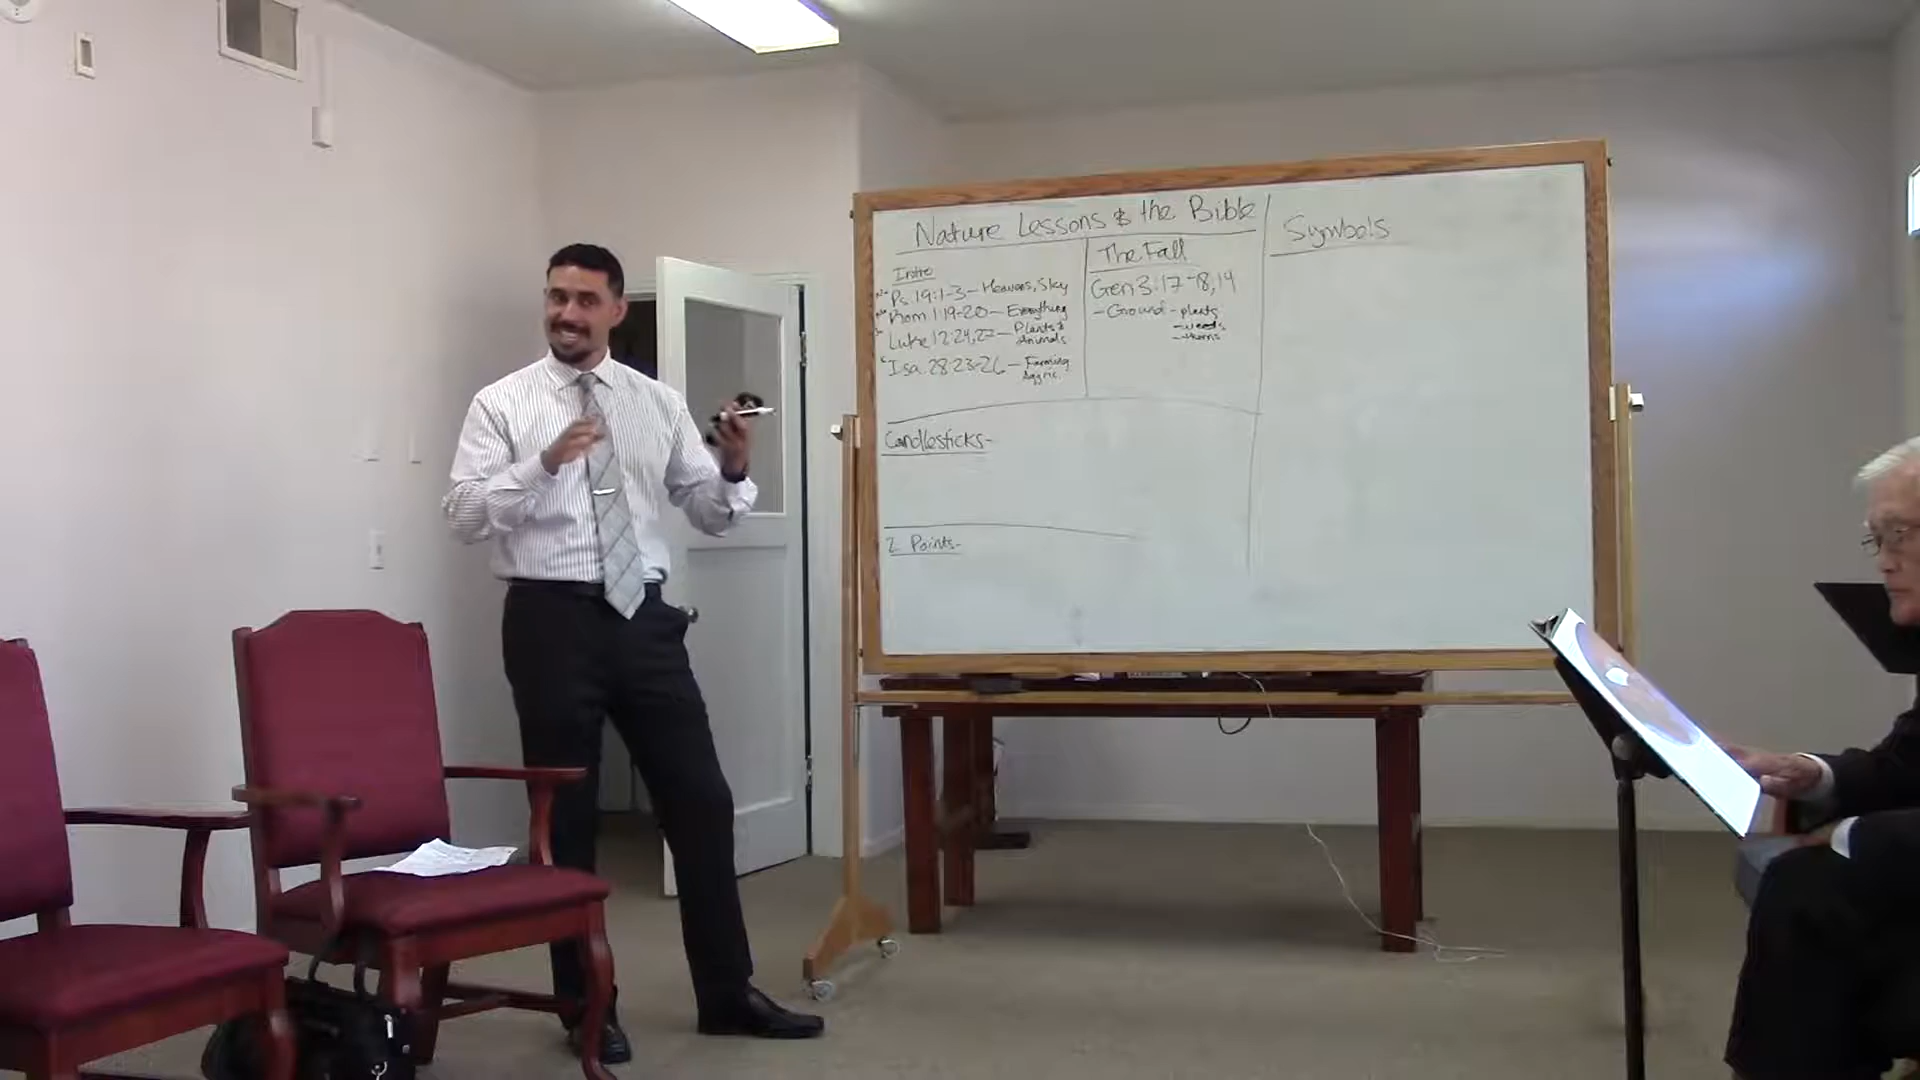 Nature Lessons & the Bible
Intro
Ps. 19:1-3 - Heavens, Sky
Rom 1:19-20 - Everything
Luke 12:24,27 - Plants & Animals
Isa. 28:23-26 - Farming Agric.
The Fall
Gen 3:17-18,14
- Ground - plants
- weeds
- thorns
Candlesticks-
2 Points-
Symbols